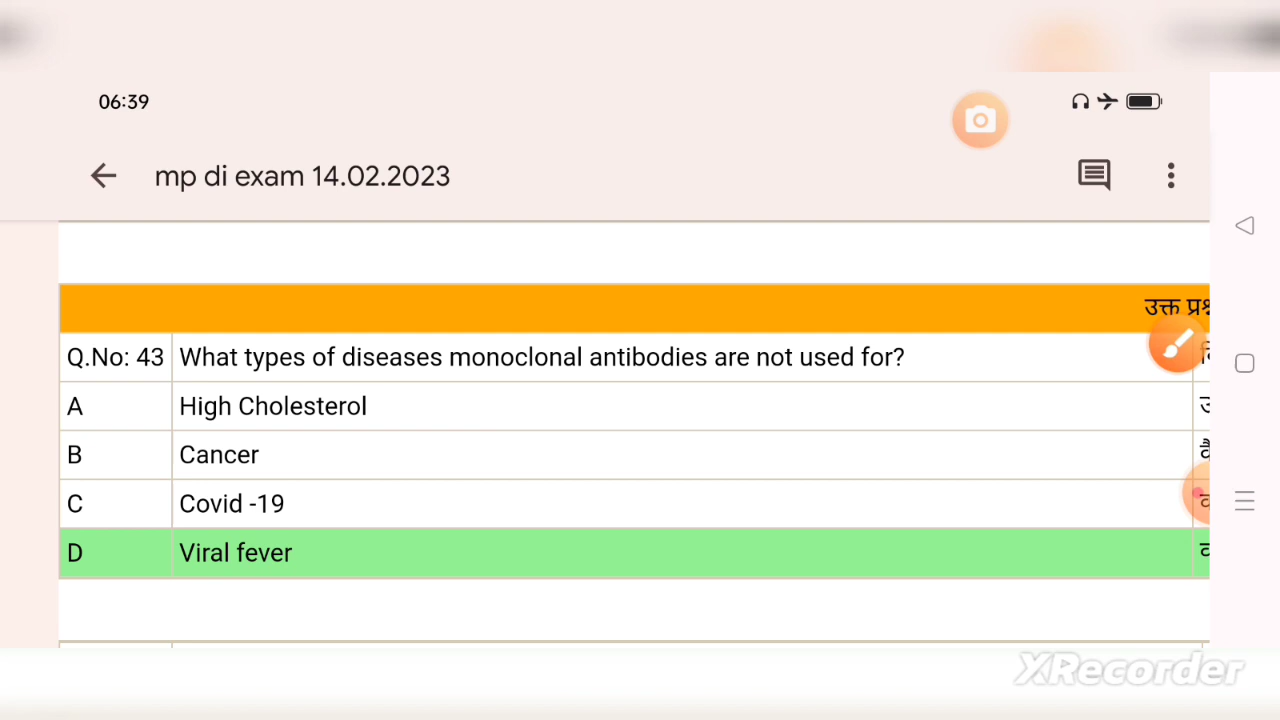 06:39
mp di exam 14.02.2023
उक्त
Q.No: 43 What types of diseases monoclonal antibodies are not used for?
A High Cholesterol
B Cancer
C Covid -19
D Viral fever
XRecorder